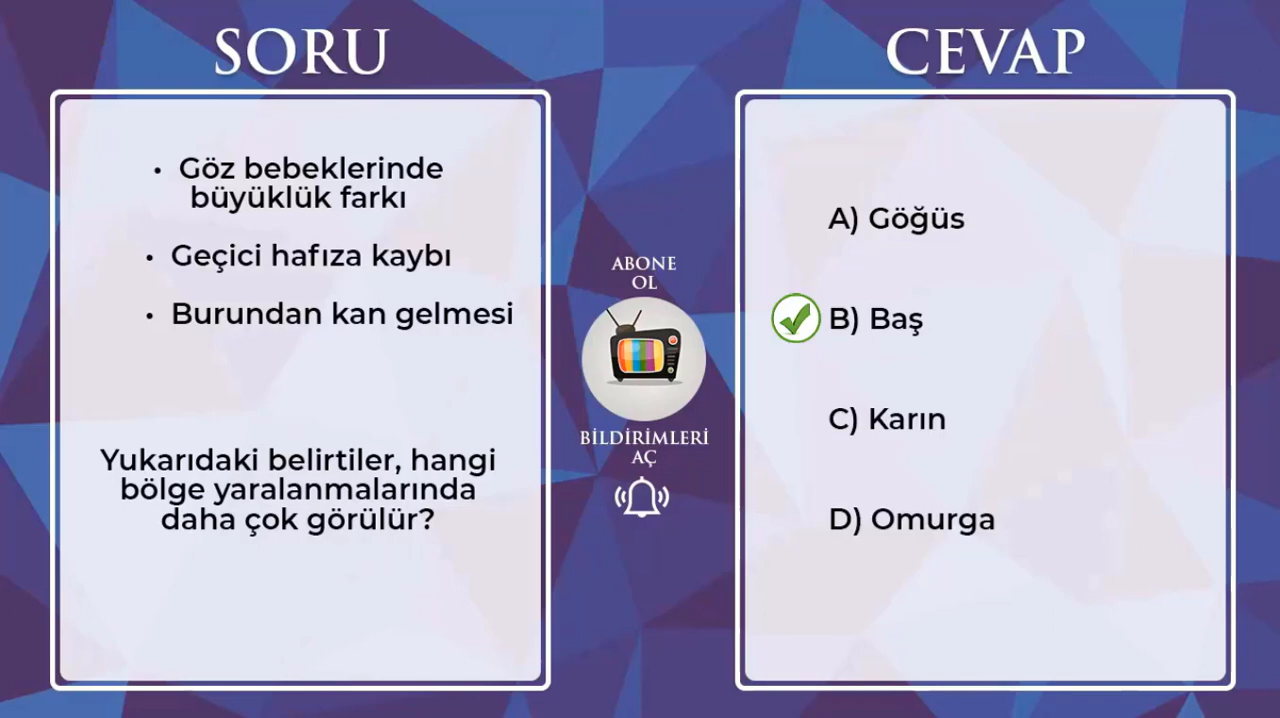 SORU
• Göz bebeklerinde
büyüklük farkı
• Geçici hafıza kaybı
• Burundan kan gelmesi
Yukarıdaki belirtiler, hangi
bölge yaralanmalarında
daha çok görülür?
ABONE
OL
BİLDİRİMLERİ
AÇ
CEVAP
A) Göğüs
B) Baş
C) Karın
D) Omurga